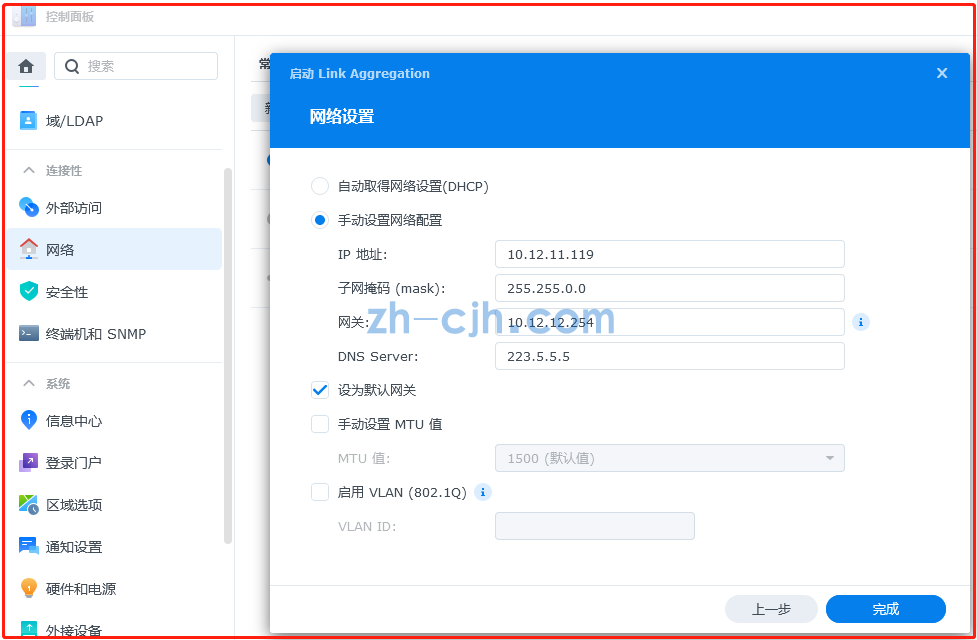 控制面板
搜索
域/LDAP
连接性
外部访问
网络
安全性
终端机和 SNMP
系统
信息中心
登录门户
区域选项
通知设置
硬件和电源
外接设备
常
启动 Link Aggregation
网络设置
自动取得网络设置(DHCP)
手动设置网络配置
IP 地址: 10.12.11.119
子网掩码 (mask): 255.255.0.0
网关: 10.12.12.254
zh-cjh.com
DNS Server: 223.5.5.5
设为默认网关
手动设置 MTU 值
MTU 值: 1500 (默认值)
启用 VLAN (802.1Q)
VLAN ID:
上一步 完成